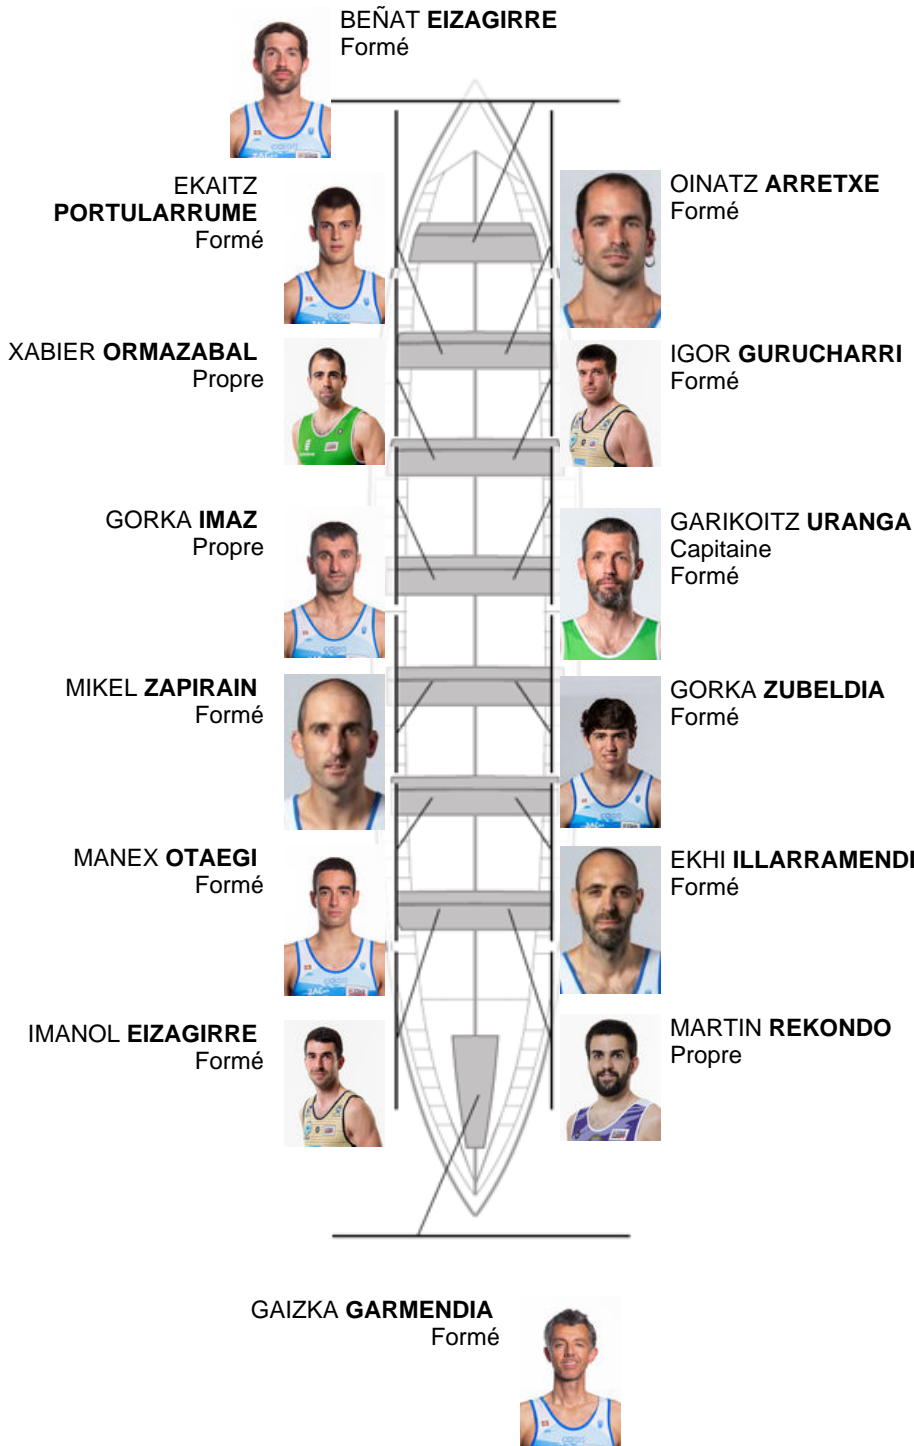 BEÑAT EIZAGIRRE
Formé
EKAITZ
PORTULARRUME
Formé
OINATZ ARRETXE
Formé
XABIER ORMAZABAL
Propre
IGOR GURUCHARRI
Formé
GORKA IMAZ
Propre
GARIKOITZ URANGA
Capitaine
Formé
MIKEL ZAPIRAIN
Formé
GORKA ZUBELDIA
Formé
MANEX OTAEGI
Formé
EKHI ILLARRAMENDI
Formé
IMANOL EIZAGIRRE
Formé
MARTIN REKONDO
Propre
GAIZKA GARMENDIA
Formé